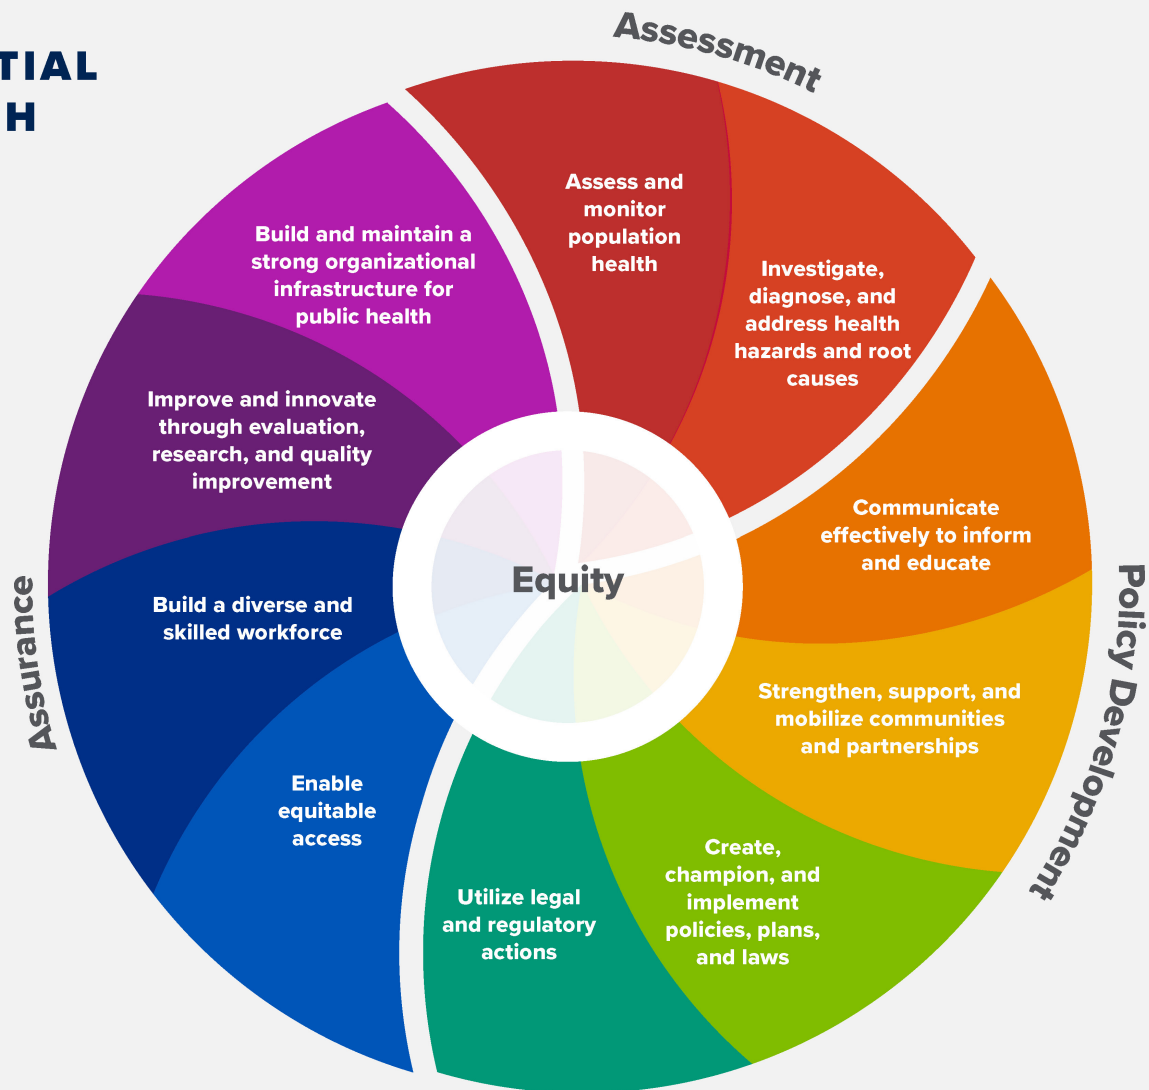 TIAL
H
Assessment
Assess and
monitor
population
health
Investigate,
diagnose, and
address health
hazards and root
causes
Policy Development
Communicate
effectively to inform
and educate
Strengthen, support, and
mobilize communities
and partnerships
Create,
champion, and
implement
policies, plans,
and laws
Utilize legal
and regulatory
actions
Assurance
Enable
equitable
access
Build a diverse and
skilled workforce
Improve and innovate
through evaluation,
research, and quality
improvement
Build and maintain a
strong organizational
infrastructure for
public health
Equity